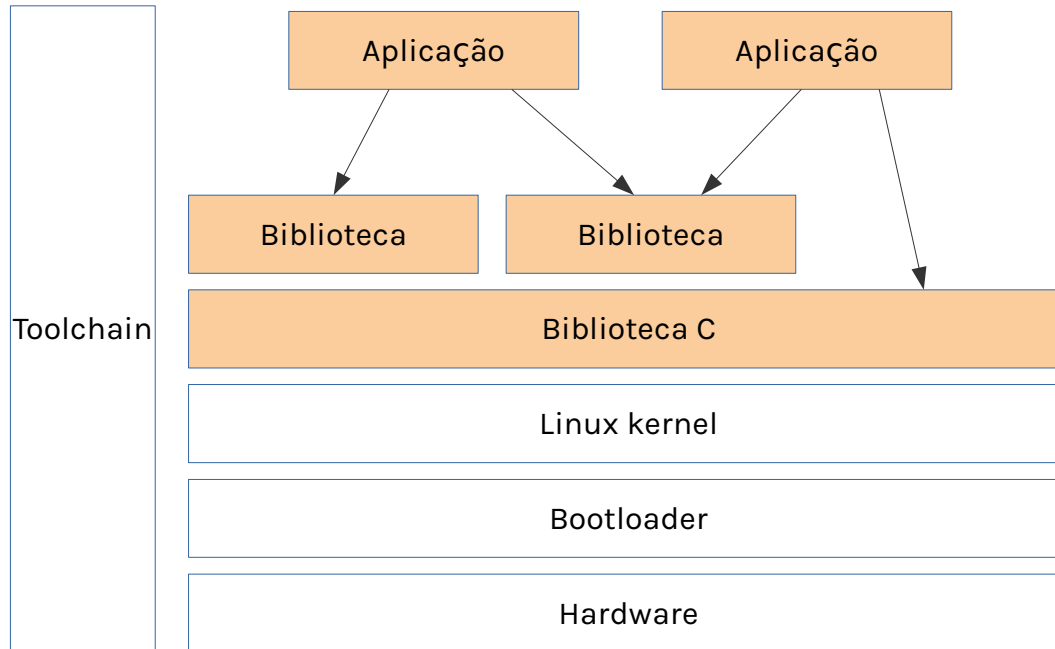 Aplicação
Aplicação
Biblioteca
Biblioteca
Toolchain
Biblioteca C
Linux kernel
Bootloader
Hardware